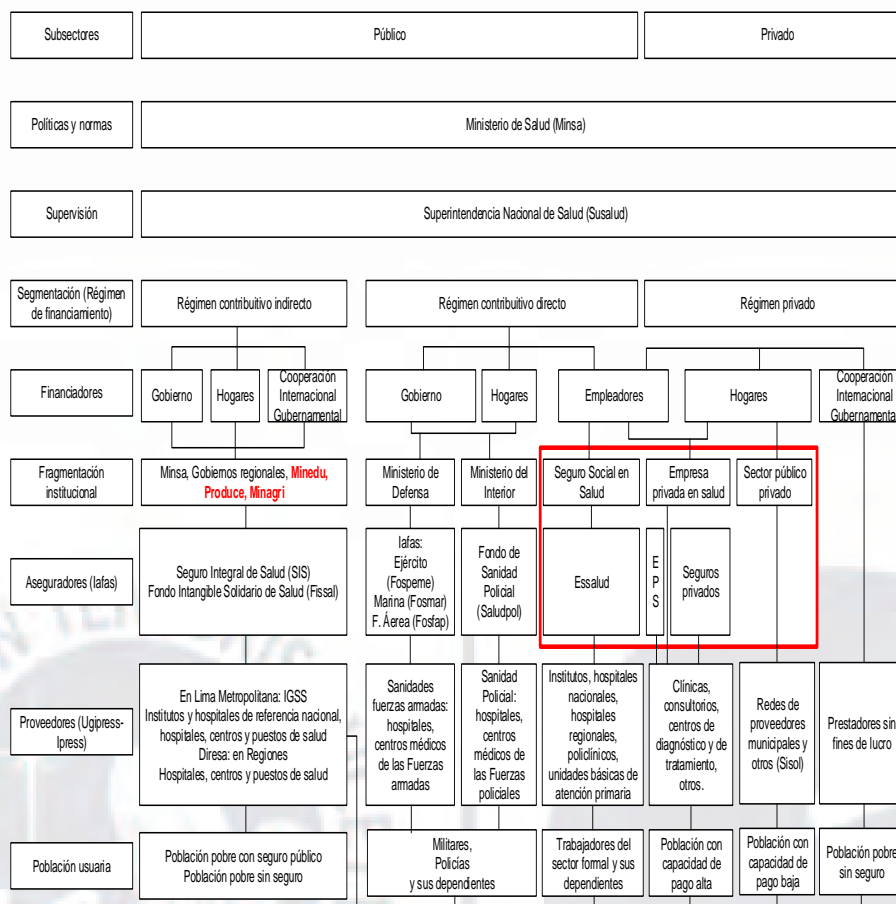 Subsectores
Público
Privado
Políticas y normas
Ministerio de Salud (Minsa)
Supervisión
Superintendencia Nacional de Salud (Susalud)
Segmentación (Régimen
de financiamiento)
Régimen contributivo indirecto
Régimen contributivo directo
Régimen privado
Financiadores
Gobierno
Hogares
Cooperación
Internacional
Gubernamental
Gobierno
Hogares
Empleadores
Hogares
Cooperación
Internacional
Gubernamental
Fragmentación
institucional
Minsa, Gobiernos regionales, Minedu,
Produce, Minagri
Ministerio de
Defensa
Ministerio del
Interior
Seguro Social en
Salud
Empresa
privada en salud
Sector público
privado
Aseguradores (Iafas)
Seguro Integral de Salud (SIS)
Fondo Intangible Solidario de Salud (Fissal)
Iafas:
Ejército
(Fospeme)
Marina (Fosmar)
F. Áerea (Fosfap)
Fondo de
Sanidad
Policial
(Saludpol)
Essalud
E
P
S
Seguros
privados
Proveedores (Ugipress-
Ipress)
En Lima Metropolitana: IGSS
Institutos y hospitales de referencia nacional,
hospitales, centros y puestos de salud
Diresa: en Regiones
Hospitales, centros y puestos de salud
Sanidades
fuerzas armadas:
hospitales,
centros médicos
de las Fuerzas
armadas
Sanidad
Policial:
hospitales,
centros
médicos de
las Fuerzas
policiales
Institutos, hospitales
nacionales,
hospitales
regionales,
policlínicos,
unidades básicas de
atención primaria
Clínicas,
consultorios,
centros de
diagnóstico y de
tratamiento,
otros.
Redes de
proveedores
municipales y
otros (Sisol)
Prestadores sin
fines de lucro
Población usuaria
Población pobre con seguro público
Población pobre sin seguro
Militares,
Policías
y sus dependientes
Trabajadores del
sector formal y sus
dependientes
Población con
capacidad de
pago alta
Población con
capacidad de
pago baja
Población pobre
sin seguro